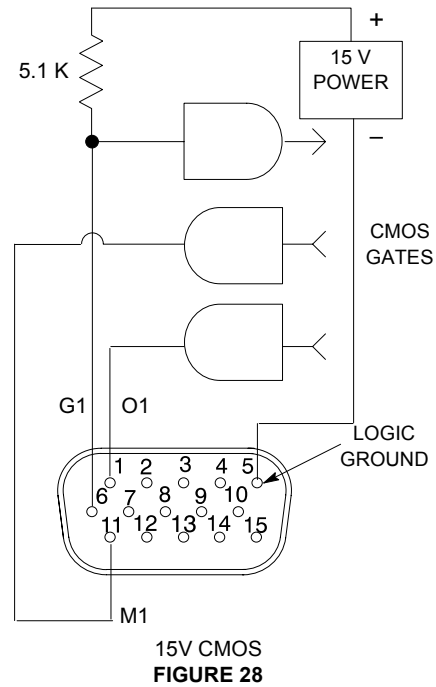 +
15 V
POWER
5.1 K
–
CMOS
GATES
G1 O1
LOGIC
GROUND
1 2 3 4 5
6 7 8 9 10
11 12 13 14 15
M1
15V CMOS
FIGURE 28